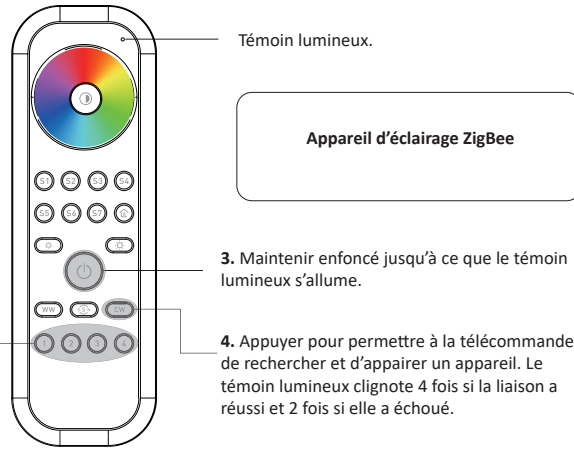 Témoin lumineux.
Appareil d’éclairage ZigBee
S1 S2 S3 S4
S5 S6 S7
3. Maintenir enfoncé jusqu’à ce que le témoin
lumineux s’allume.
WW CW
4. Appuyer pour permettre à la télécommande
de rechercher et d’appairer un appareil. Le
témoin lumineux clignote 4 fois si la liaison a
réussi et 2 fois si elle a échoué.
1 2 3 4